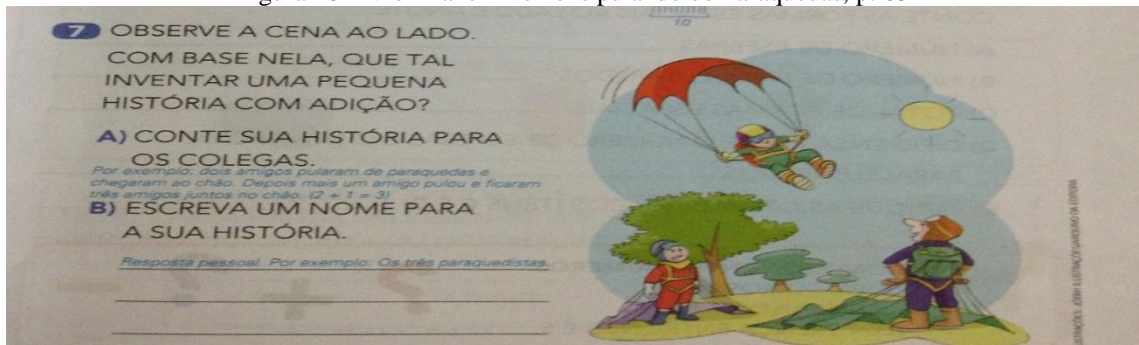 10
7 OBSERVE A CENA AO LADO.
COM BASE NELA, QUE TAL
INVENTAR UMA PEQUENA
HISTÓRIA COM ADIÇÃO?
A) CONTE SUA HISTÓRIA PARA
OS COLEGAS.
Por exemplo: dois amigos pularam de paraquedas e
chegaram ao chão. Depois mais um amigo pulou e ficaram
três amigos juntos no chão. (2 + 1 = 3)
B) ESCREVA UM NOME PARA
A SUA HISTÓRIA.
Resposta pessoal. Por exemplo: Os três paraquedistas.